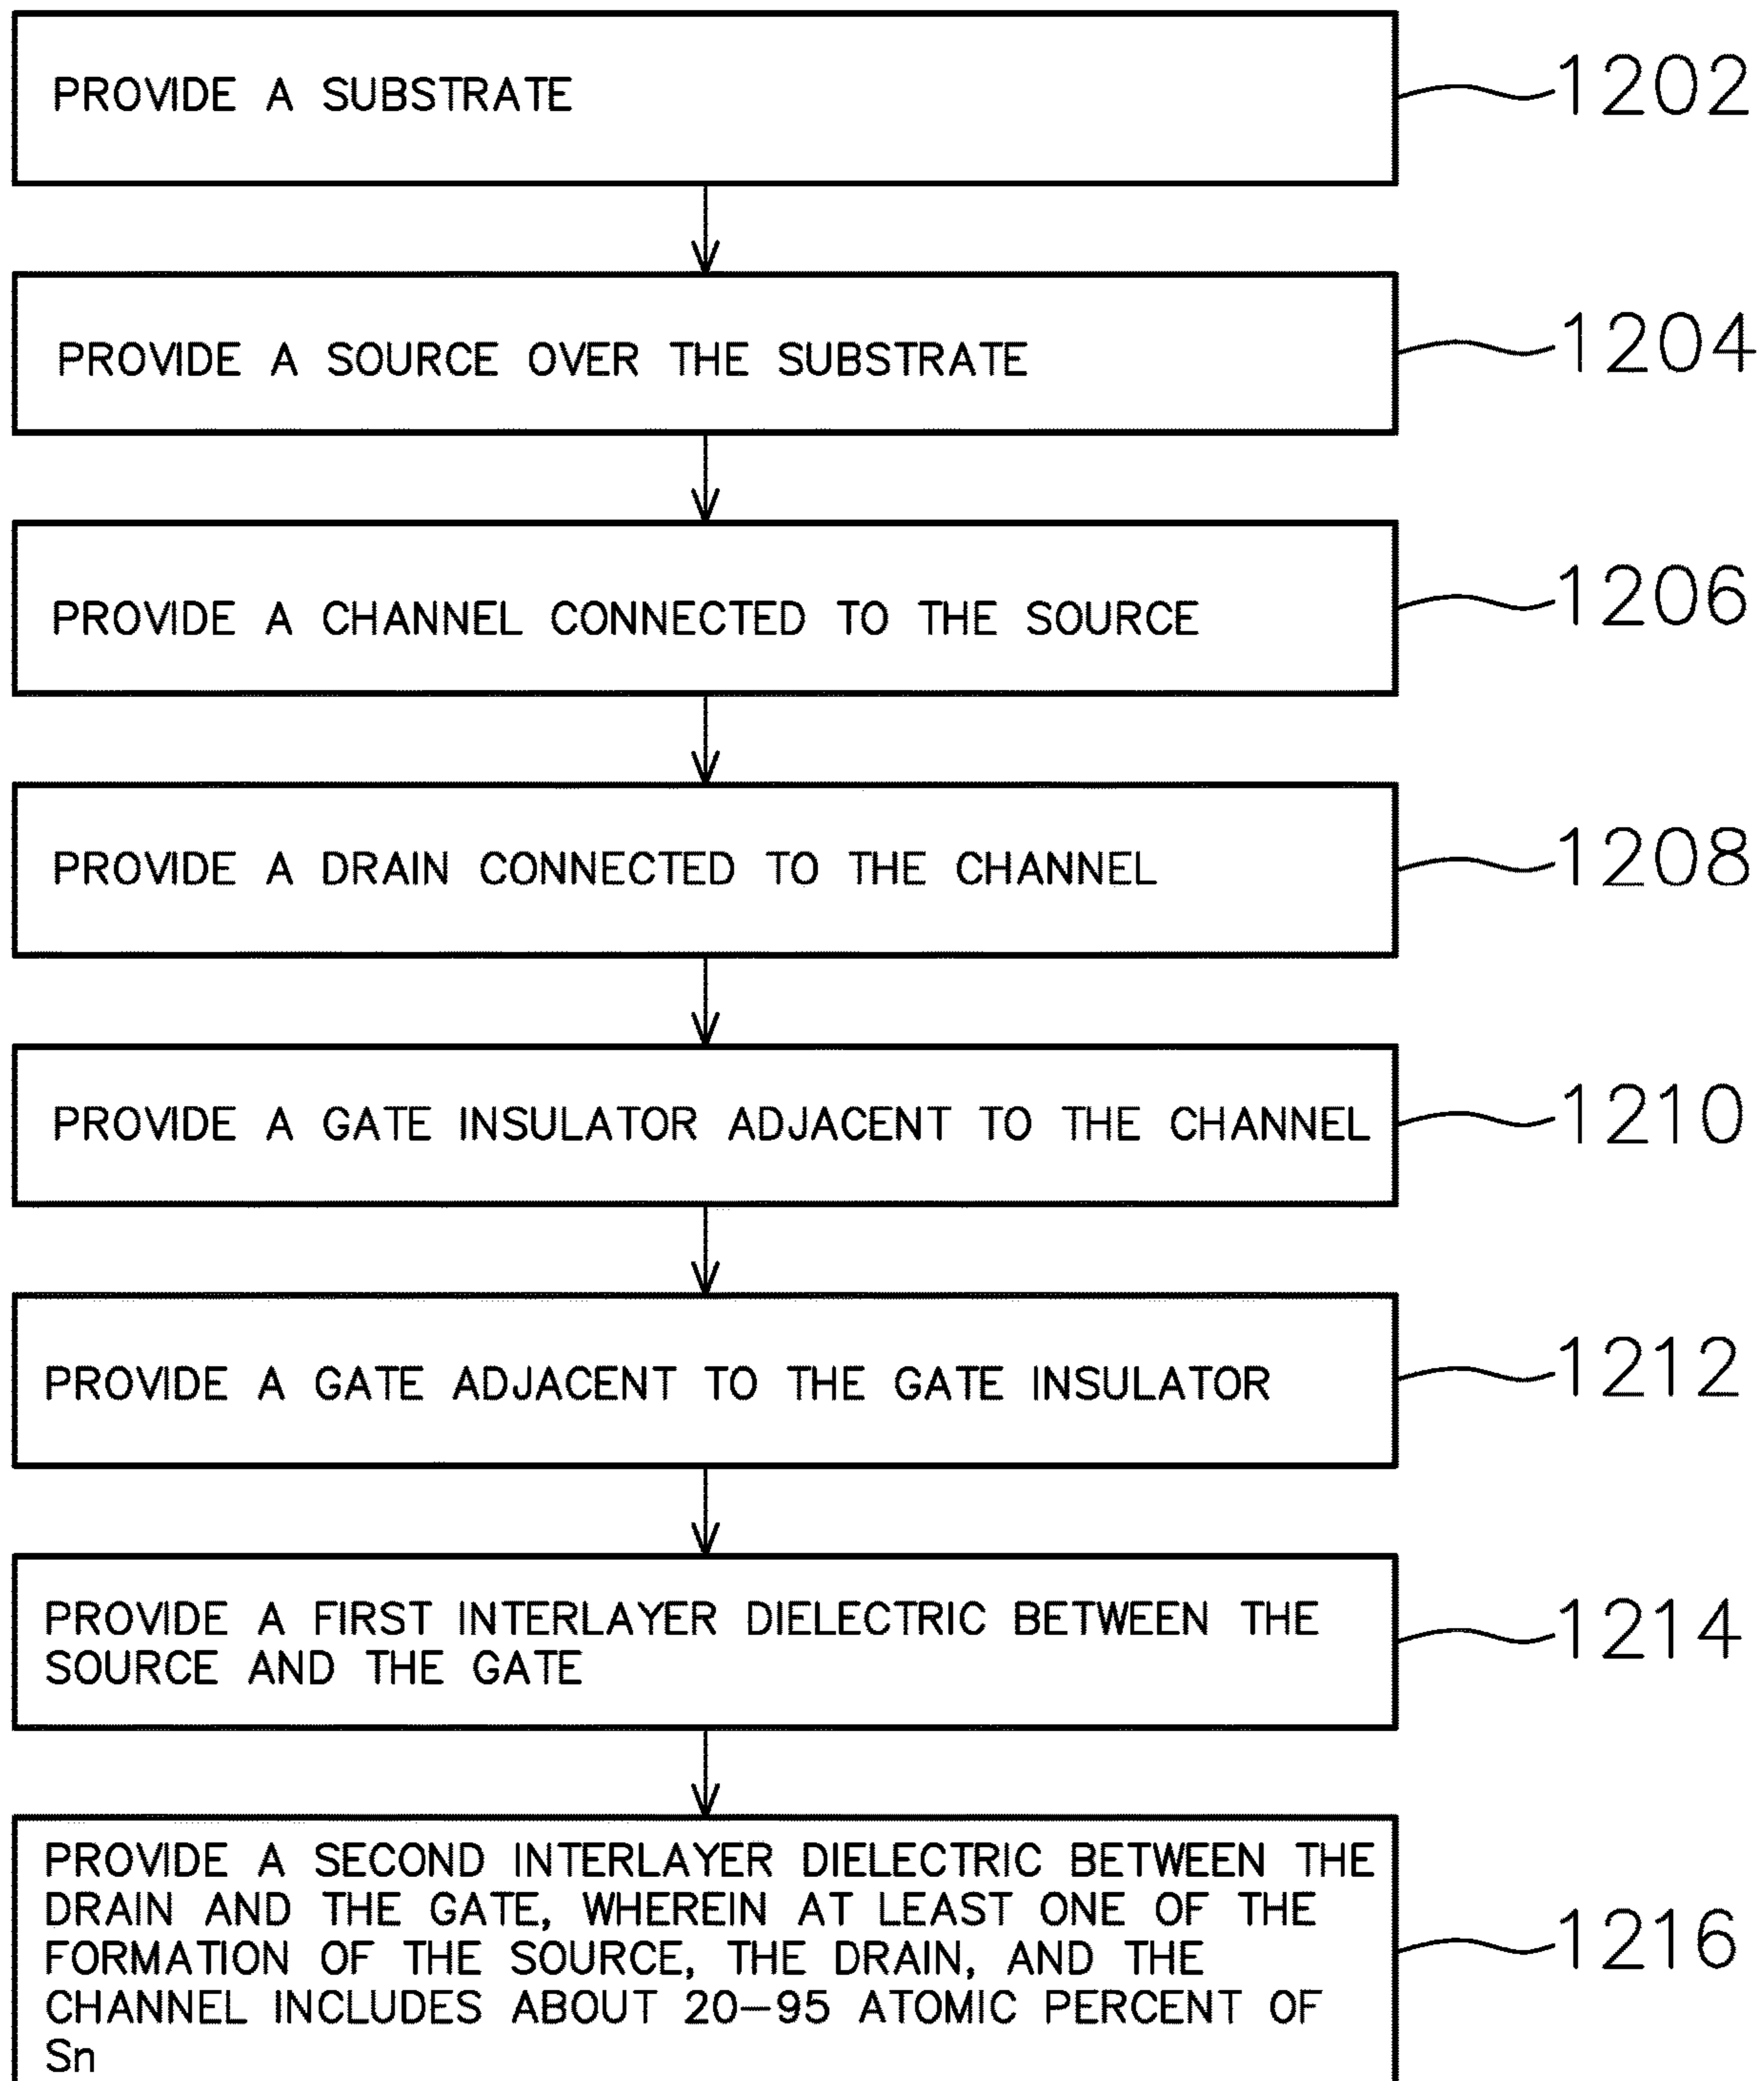 PROVIDE A SUBSTRATE
1202
PROVIDE A SOURCE OVER THE SUBSTRATE
1204
PROVIDE A CHANNEL CONNECTED TO THE SOURCE
1206
PROVIDE A DRAIN CONNECTED TO THE CHANNEL
1208
PROVIDE A GATE INSULATOR ADJACENT TO THE CHANNEL
1210
PROVIDE A GATE ADJACENT TO THE GATE INSULATOR
1212
PROVIDE A FIRST INTERLAYER DIELECTRIC BETWEEN THE
SOURCE AND THE GATE
1214
PROVIDE A SECOND INTERLAYER DIELECTRIC BETWEEN THE
DRAIN AND THE GATE, WHEREIN AT LEAST ONE OF THE
FORMATION OF THE SOURCE, THE DRAIN, AND THE
CHANNEL INCLUDES ABOUT 20–95 ATOMIC PERCENT OF
Sn
1216